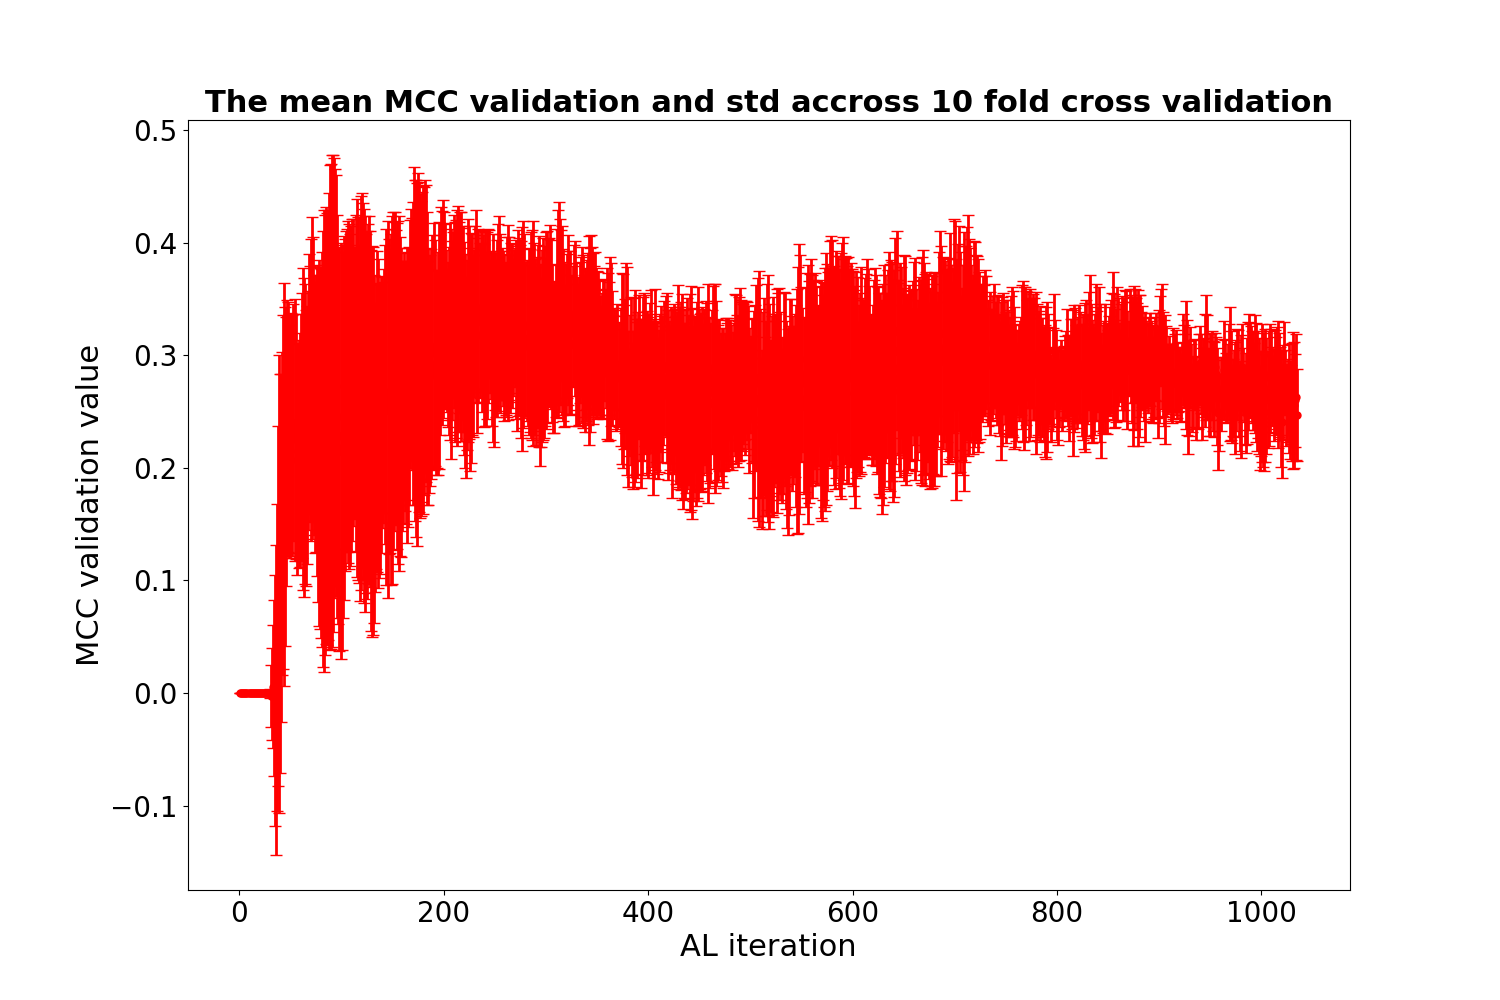 The mean MCC validation and std accross 10 fold cross validation
0.5
0.4
0.3
0.2
0.1
0.0
−0.1
MCC validation value
0 200 400 600 800 1000
AL iteration